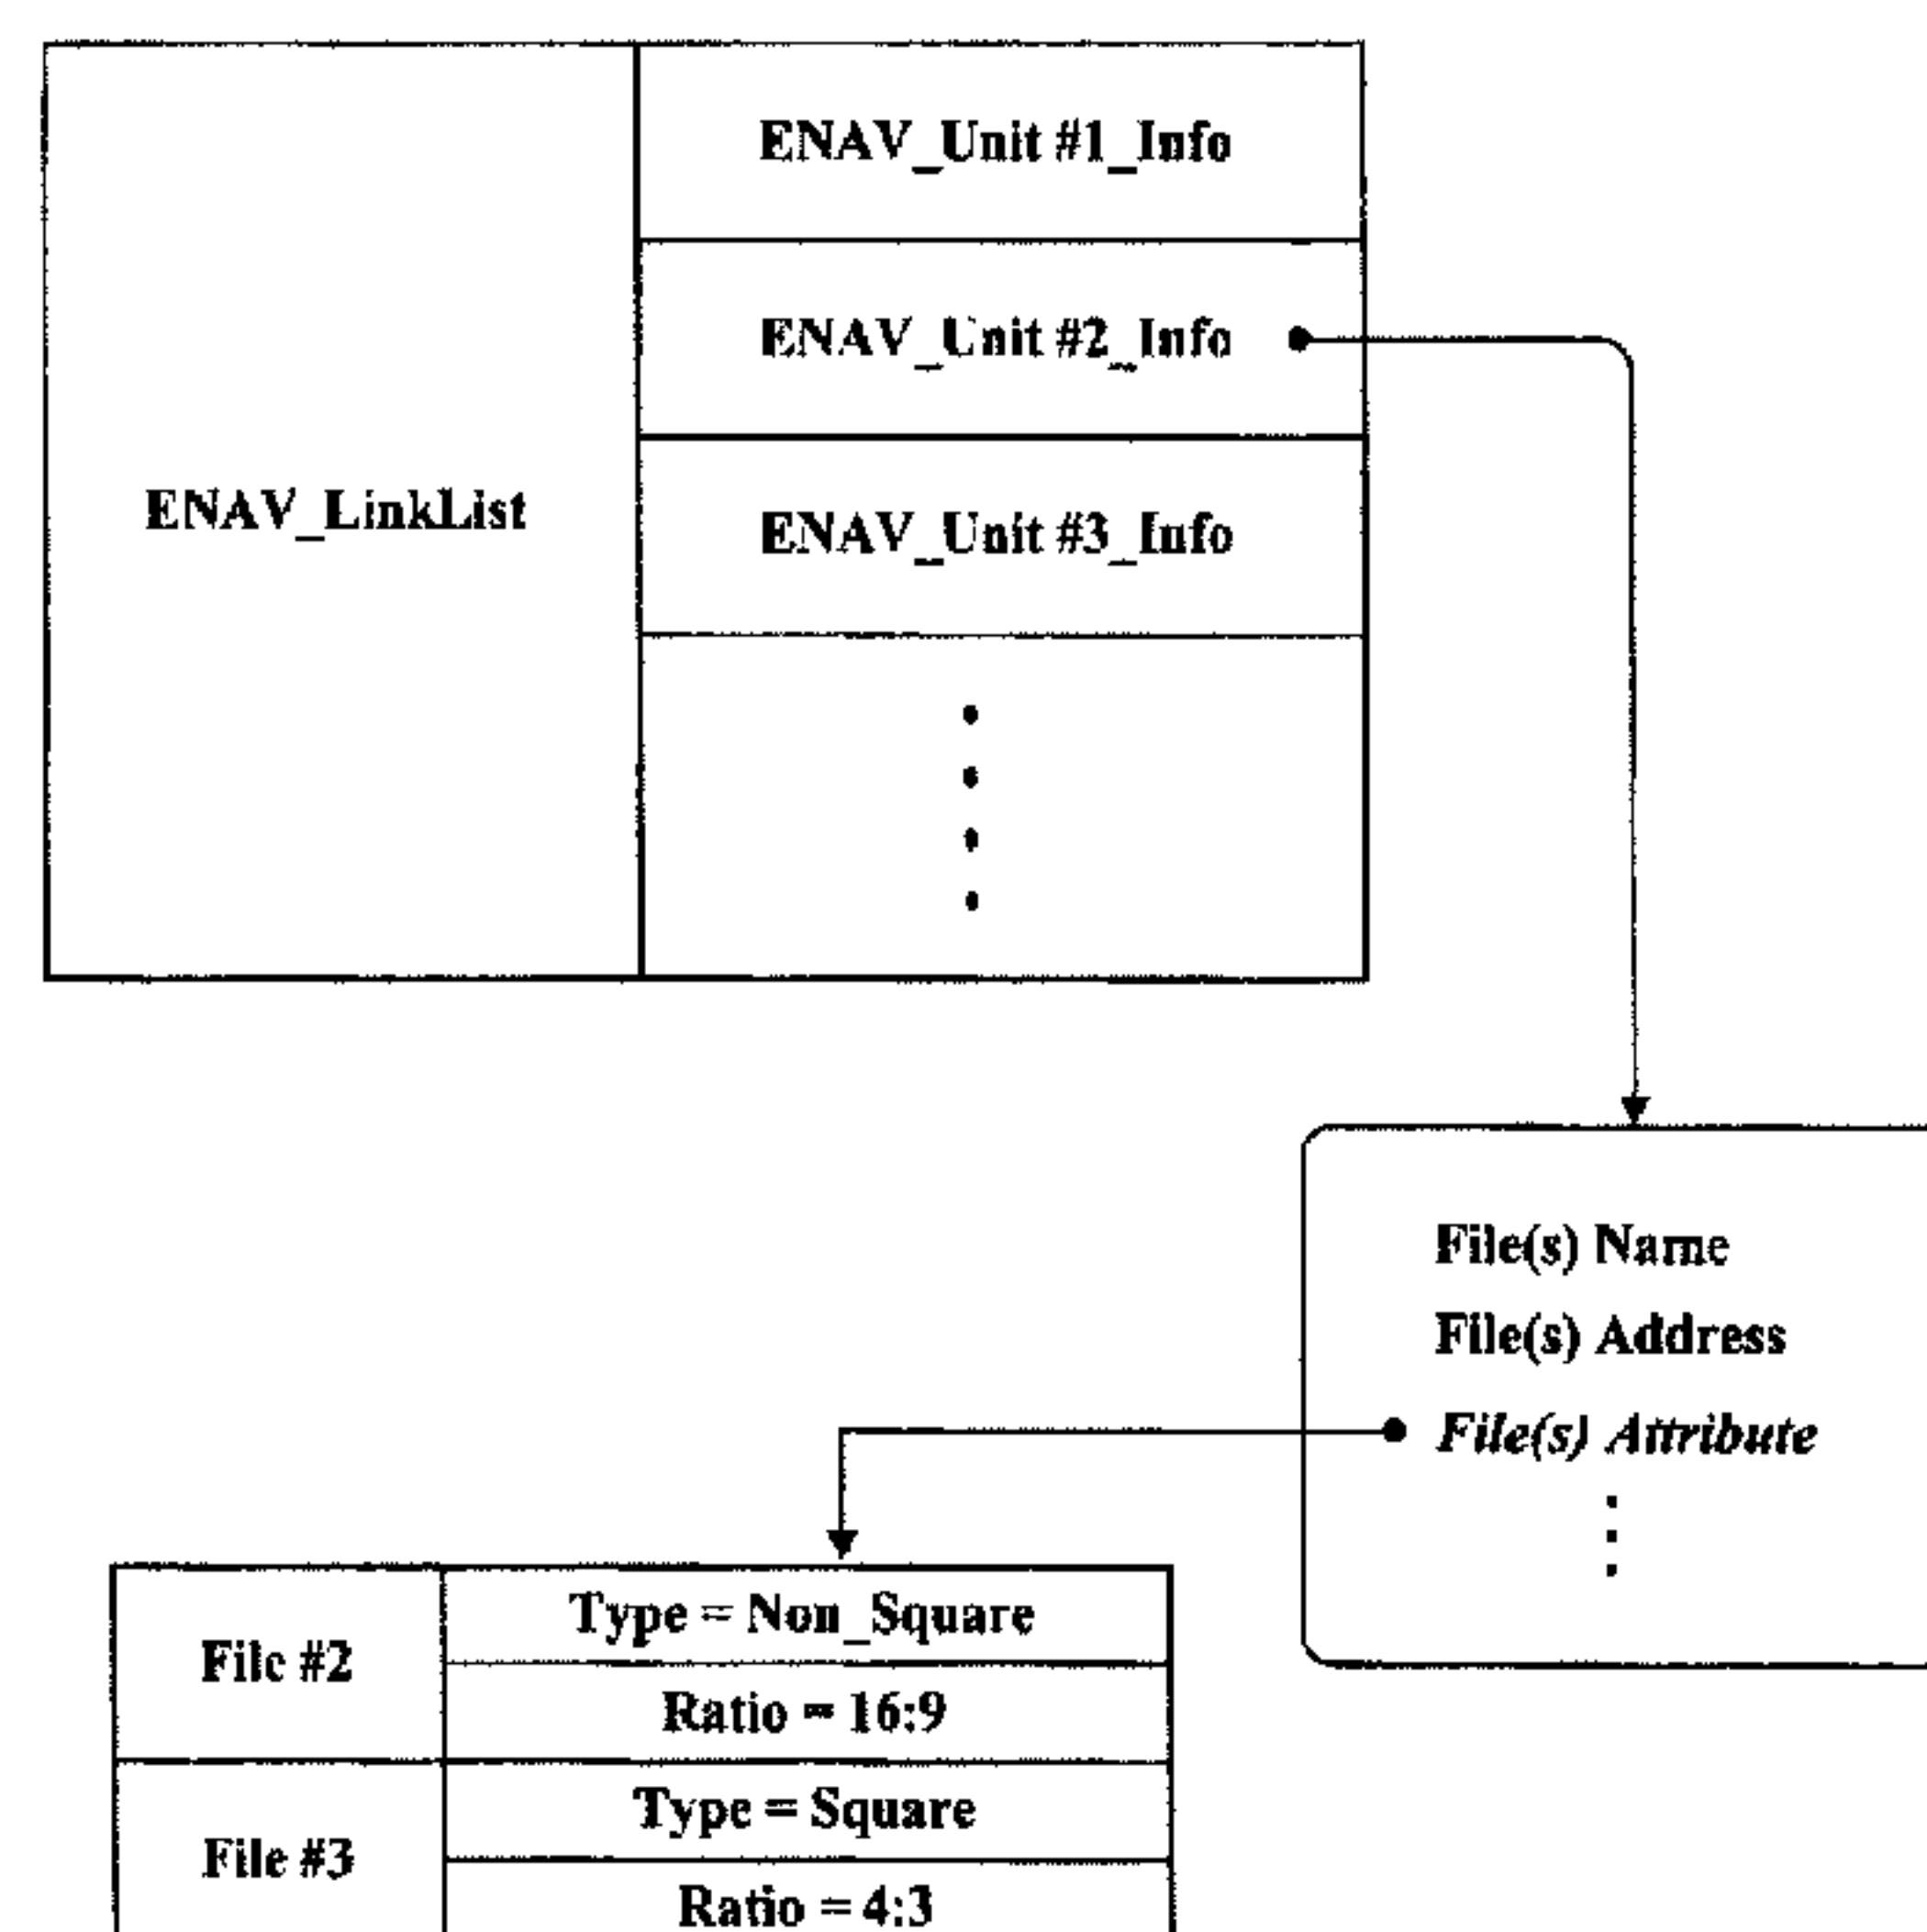 ENAV_Unit #1_Info
ENAV_Unit #2_Info
ENAV_LinkList
ENAV_Unit #3_Info
File(s) Name
File(s) Address
File(s) Attribute
File #2
Type = Non_Square
Ratio = 16:9
File #3
Type = Square
Ratio = 4:3